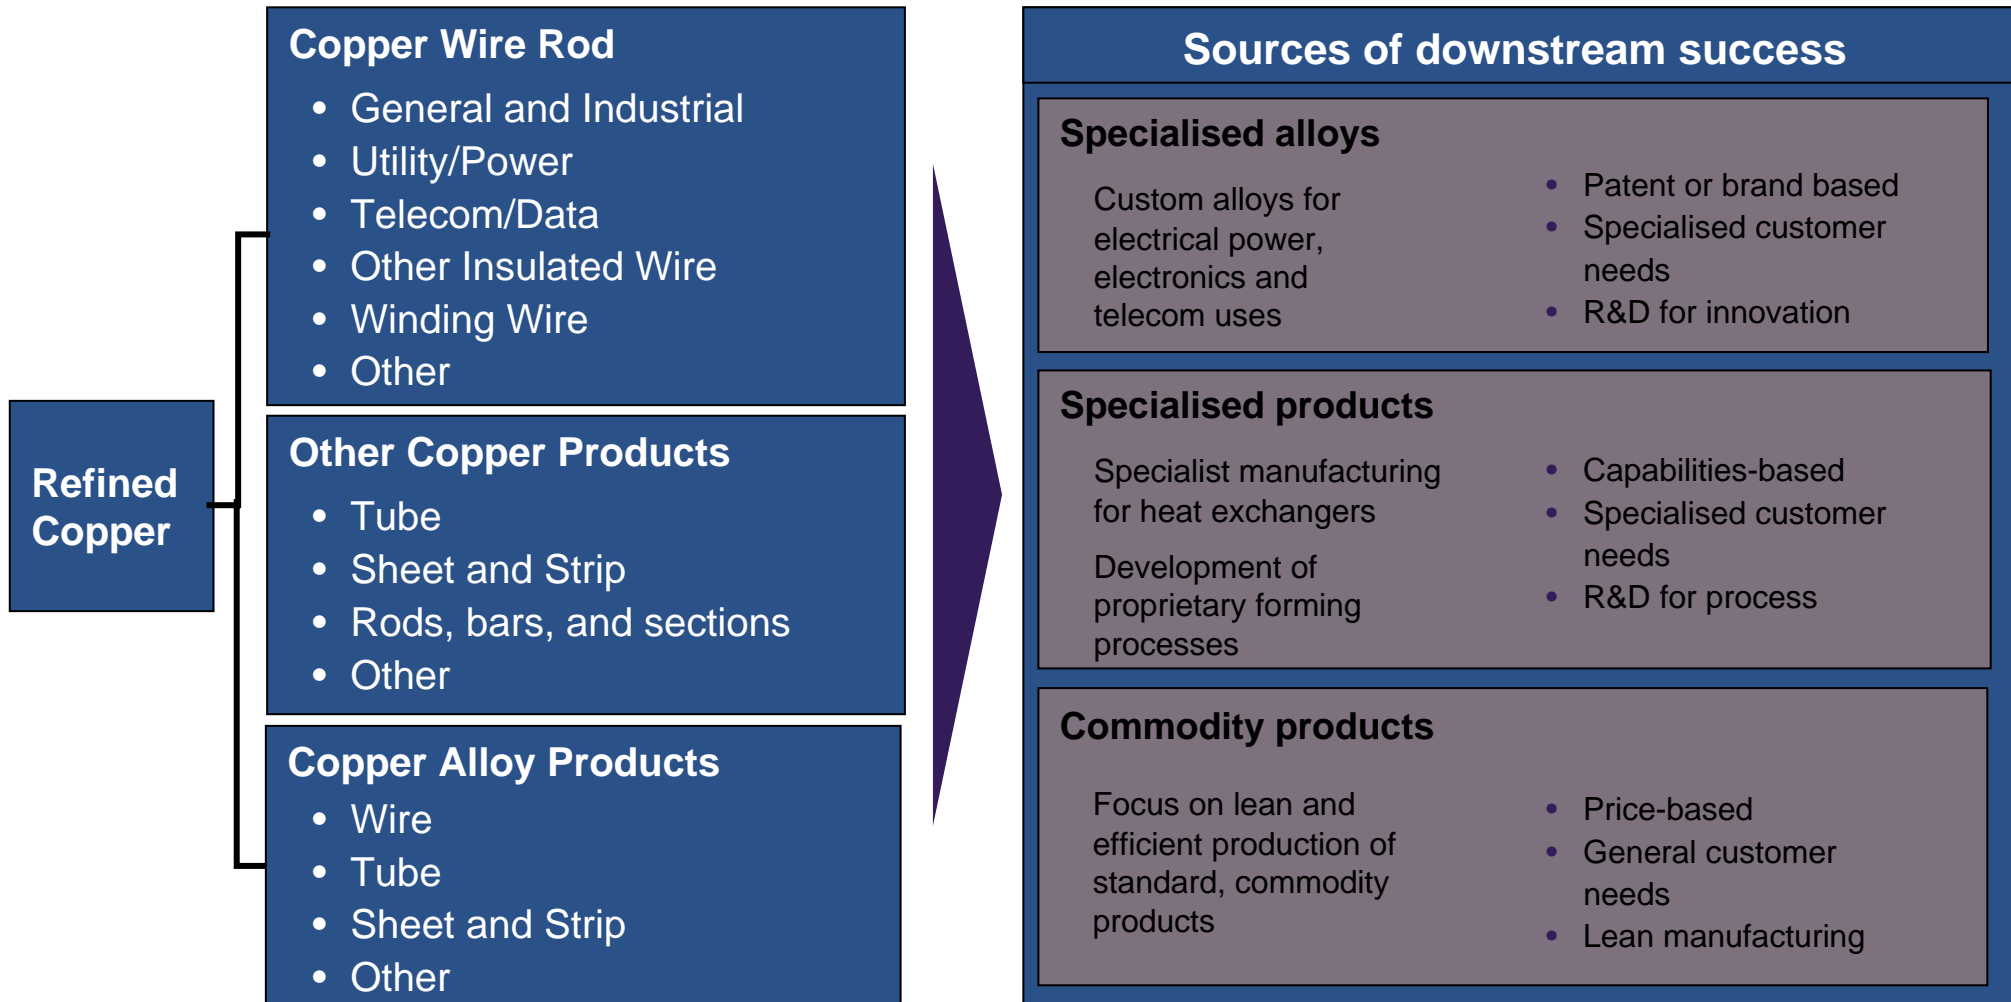 Refined
Copper
Copper Wire Rod
• General and Industrial
• Utility/Power
• Telecom/Data
• Other Insulated Wire
• Winding Wire
• Other
Other Copper Products
• Tube
• Sheet and Strip
• Rods, bars, and sections
• Other
Copper Alloy Products
• Wire
• Tube
• Sheet and Strip
• Other
Sources of downstream success
Specialised alloys
Custom alloys for
electrical power,
electronics and
telecom uses
• Patent or brand based
• Specialised customer
needs
• R&D for innovation
Specialised products
Specialist manufacturing
for heat exchangers
Development of
proprietary forming
processes
• Capabilities-based
• Specialised customer
needs
• R&D for process
Commodity products
Focus on lean and
efficient production of
standard, commodity
products
• Price-based
• General customer
needs
• Lean manufacturing